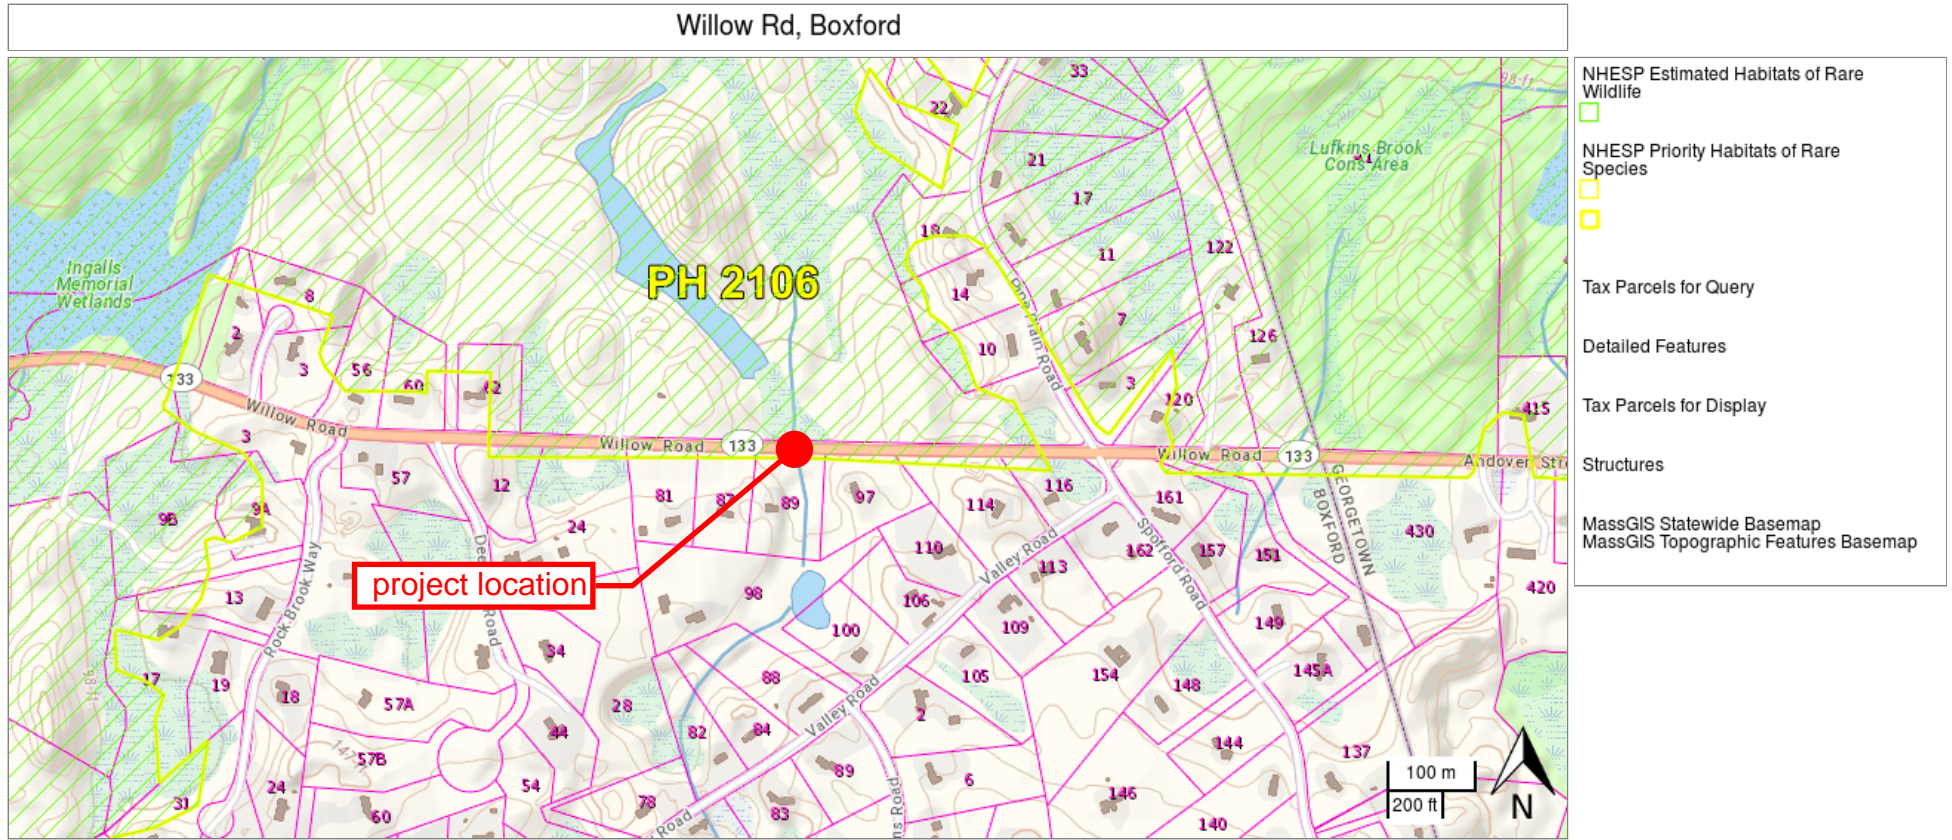 Willow Rd, Boxford
NHESP Estimated Habitats of Rare
Wildlife
NHESP Priority Habitats of Rare
Species
Tax Parcels for Query
Detailed Features
Tax Parcels for Display
Structures
MassGIS Statewide Basemap
MassGIS Topographic Features Basemap
33
22
98 ft
21
Lufkins Brook
Cons Area
17
18
122
11
Ingalls
Memorial
Wetlands
PH 2106
8
14
7
2
126
10
3
56
60
62
3
133
120
415
Willow Road
3
Willow Road
133
Willow Road
133
Andover Stre
57
12
81
89
97
114
116
161
9B
9A
24
430
GEORGETOWN
BOXFORD
110
162
157
151
113
Valley Road
Spofford Road
project location
13
98
106
420
Rock Brook Way
Road
100
109
149
34
17
19
18
88
105
154
148
145A
57A
28
2
Valley Road
44
82
84
144
137
57B
89
6
24
54
100 m
31
60
78
83
146
200 ft
N
140
Road
ns Road